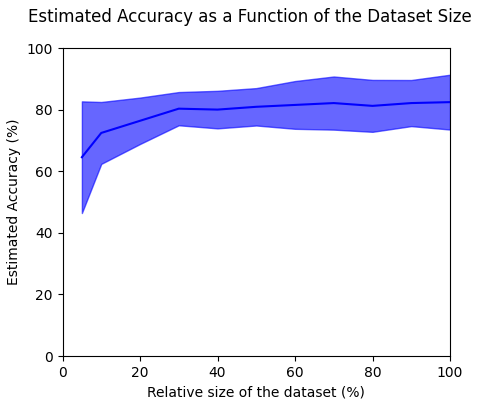 Estimated Accuracy as a Function of the Dataset Size
100
80
60
40
20
0
Estimated Accuracy (%)
0 20 40 60 80 100
Relative size of the dataset (%)